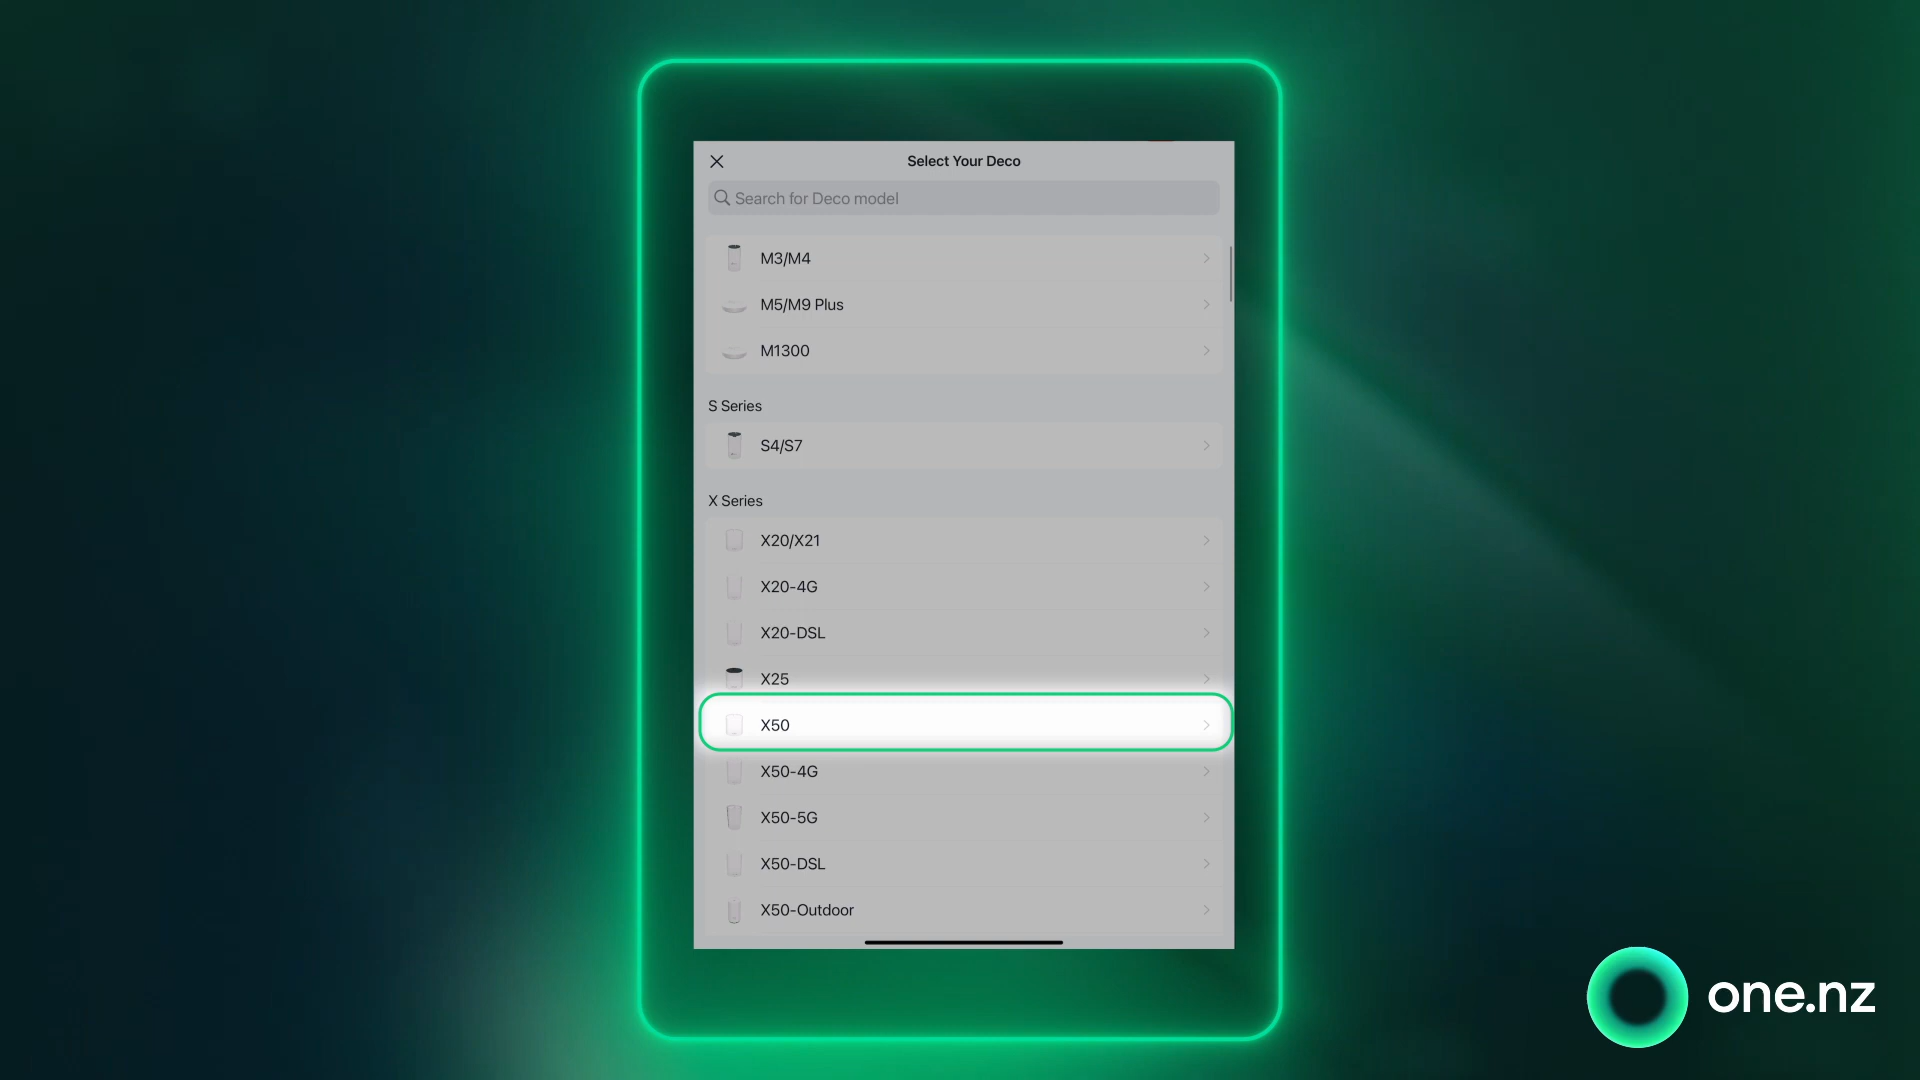 Select Your Deco
Search for Deco model
M3/M4
M5/M9 Plus
M1300
S Series
S4/S7
X Series
X20/X21
X20-4G
X20-DSL
X25
X50
X50-4G
X50-5G
X50-DSL
X50-Outdoor
one.nz